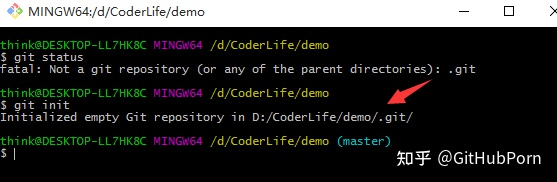 MINGW64:/d/CoderLife/demo
think@DESKTOP-LL7HK8C MINGW64 /d/CoderLife/demo
$ git status
fatal: Not a git repository (or any of the parent directories): .git
think@DESKTOP-LL7HK8C MINGW64 /d/CoderLife/demo
$ git init
Initialized empty Git repository in D:/CoderLife/demo/.git/
think@DESKTOP-LL7HK8C MINGW64 /d/CoderLife/demo (master)
$
知乎 @GitHubPorn